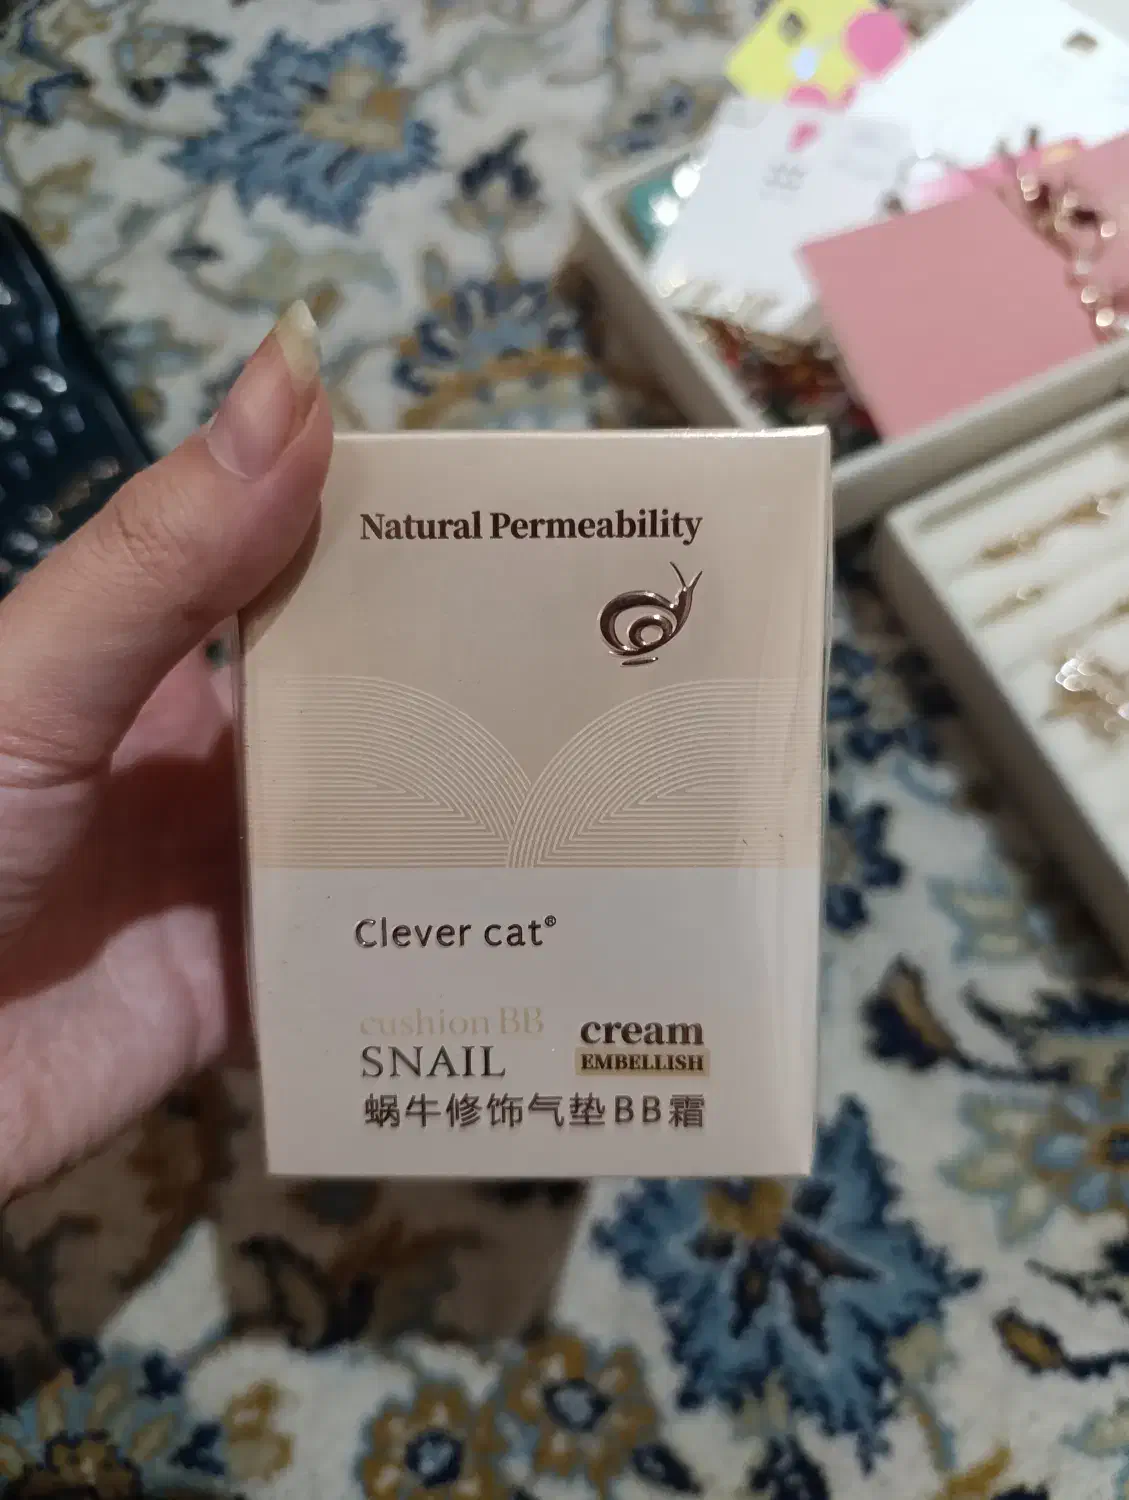 Natural Permeability
Clever cat®
cushion BB
SNAIL
cream
EMBELLISH
蜗牛修饰气垫BB霜